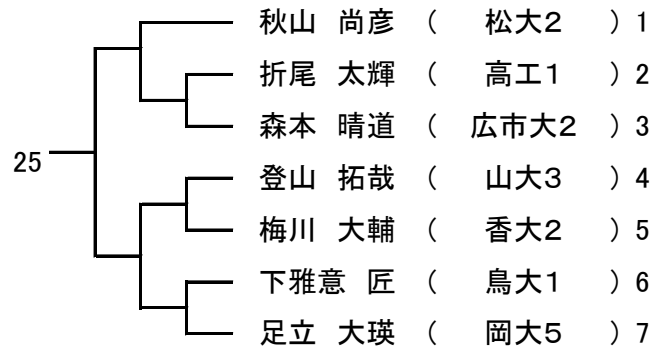 秋山 尚彦 ( 松大2 ) 1
折尾 太輝 ( 高工1 ) 2
森本 晴道 ( 広市大2 ) 3
25
登山 拓哉 ( 山大3 ) 4
梅川 大輔 ( 香大2 ) 5
下雅意 匠 ( 鳥大1 ) 6
足立 大瑛 ( 岡大5 ) 7